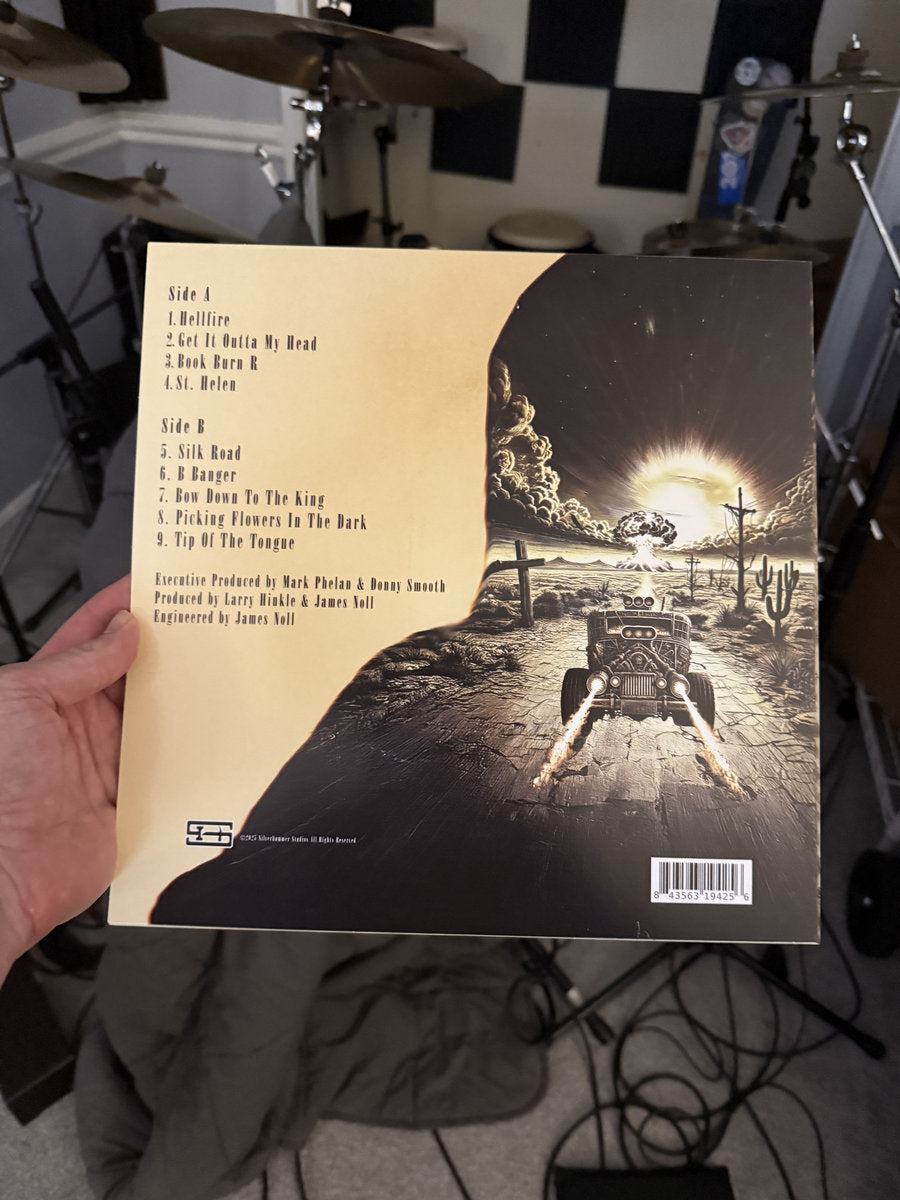 Side A
1.Hellfire
2.Get It Outta My Head
3.Book Burn R
4.St. Helen
Side B
5. Silk Road
6. B Banger
7. Bow Down To The King
8. Picking Flowers In The Dark
9. Tip Of The Tongue
Executive Produced by Mark Phelan & Donny Smooth
Produced by Larry Hinkle & James Noll
Engineered by James Noll
©2025 Silverhammer Studios All Rights Reserved
8 43563 19425 6
207